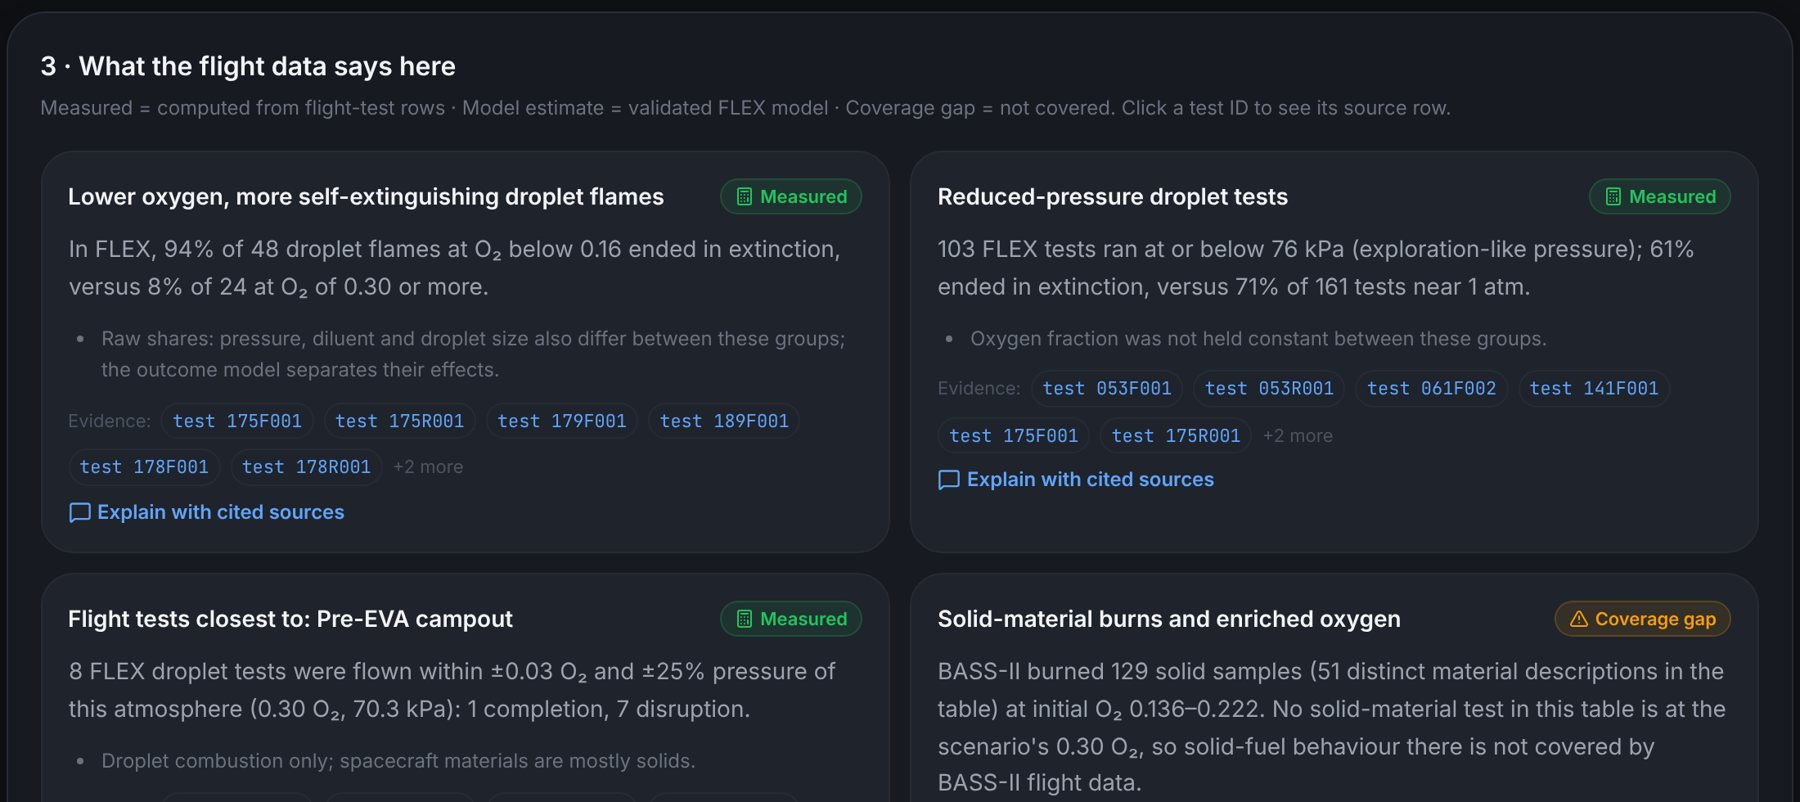 3 · What the flight data says here
Measured = computed from flight-test rows · Model estimate = validated FLEX model · Coverage gap = not covered. Click a test ID to see its source row.
Lower oxygen, more self-extinguishing droplet flames
Measured
In FLEX, 94% of 48 droplet flames at O₂ below 0.16 ended in extinction,
versus 8% of 24 at O₂ of 0.30 or more.
• Raw shares: pressure, diluent and droplet size also differ between these groups;
the outcome model separates their effects.
Evidence: test 175F001 test 175R001 test 179F001 test 189F001
test 178F001 test 178R001 +2 more
Explain with cited sources
Reduced-pressure droplet tests
Measured
103 FLEX tests ran at or below 76 kPa (exploration-like pressure); 61%
ended in extinction, versus 71% of 161 tests near 1 atm.
• Oxygen fraction was not held constant between these groups.
Evidence: test 053F001 test 053R001 test 061F002 test 141F001
test 175F001 test 175R001 +2 more
Explain with cited sources
Flight tests closest to: Pre-EVA campout
Measured
8 FLEX droplet tests were flown within ±0.03 O₂ and ±25% pressure of
this atmosphere (0.30 O₂, 70.3 kPa): 1 completion, 7 disruption.
• Droplet combustion only; spacecraft materials are mostly solids.
Solid-material burns and enriched oxygen
Coverage gap
BASS-II burned 129 solid samples (51 distinct material descriptions in the
table) at initial O₂ 0.136–0.222. No solid-material test in this table is at the
scenario's 0.30 O₂, so solid-fuel behaviour there is not covered by
BASS-II flight data.